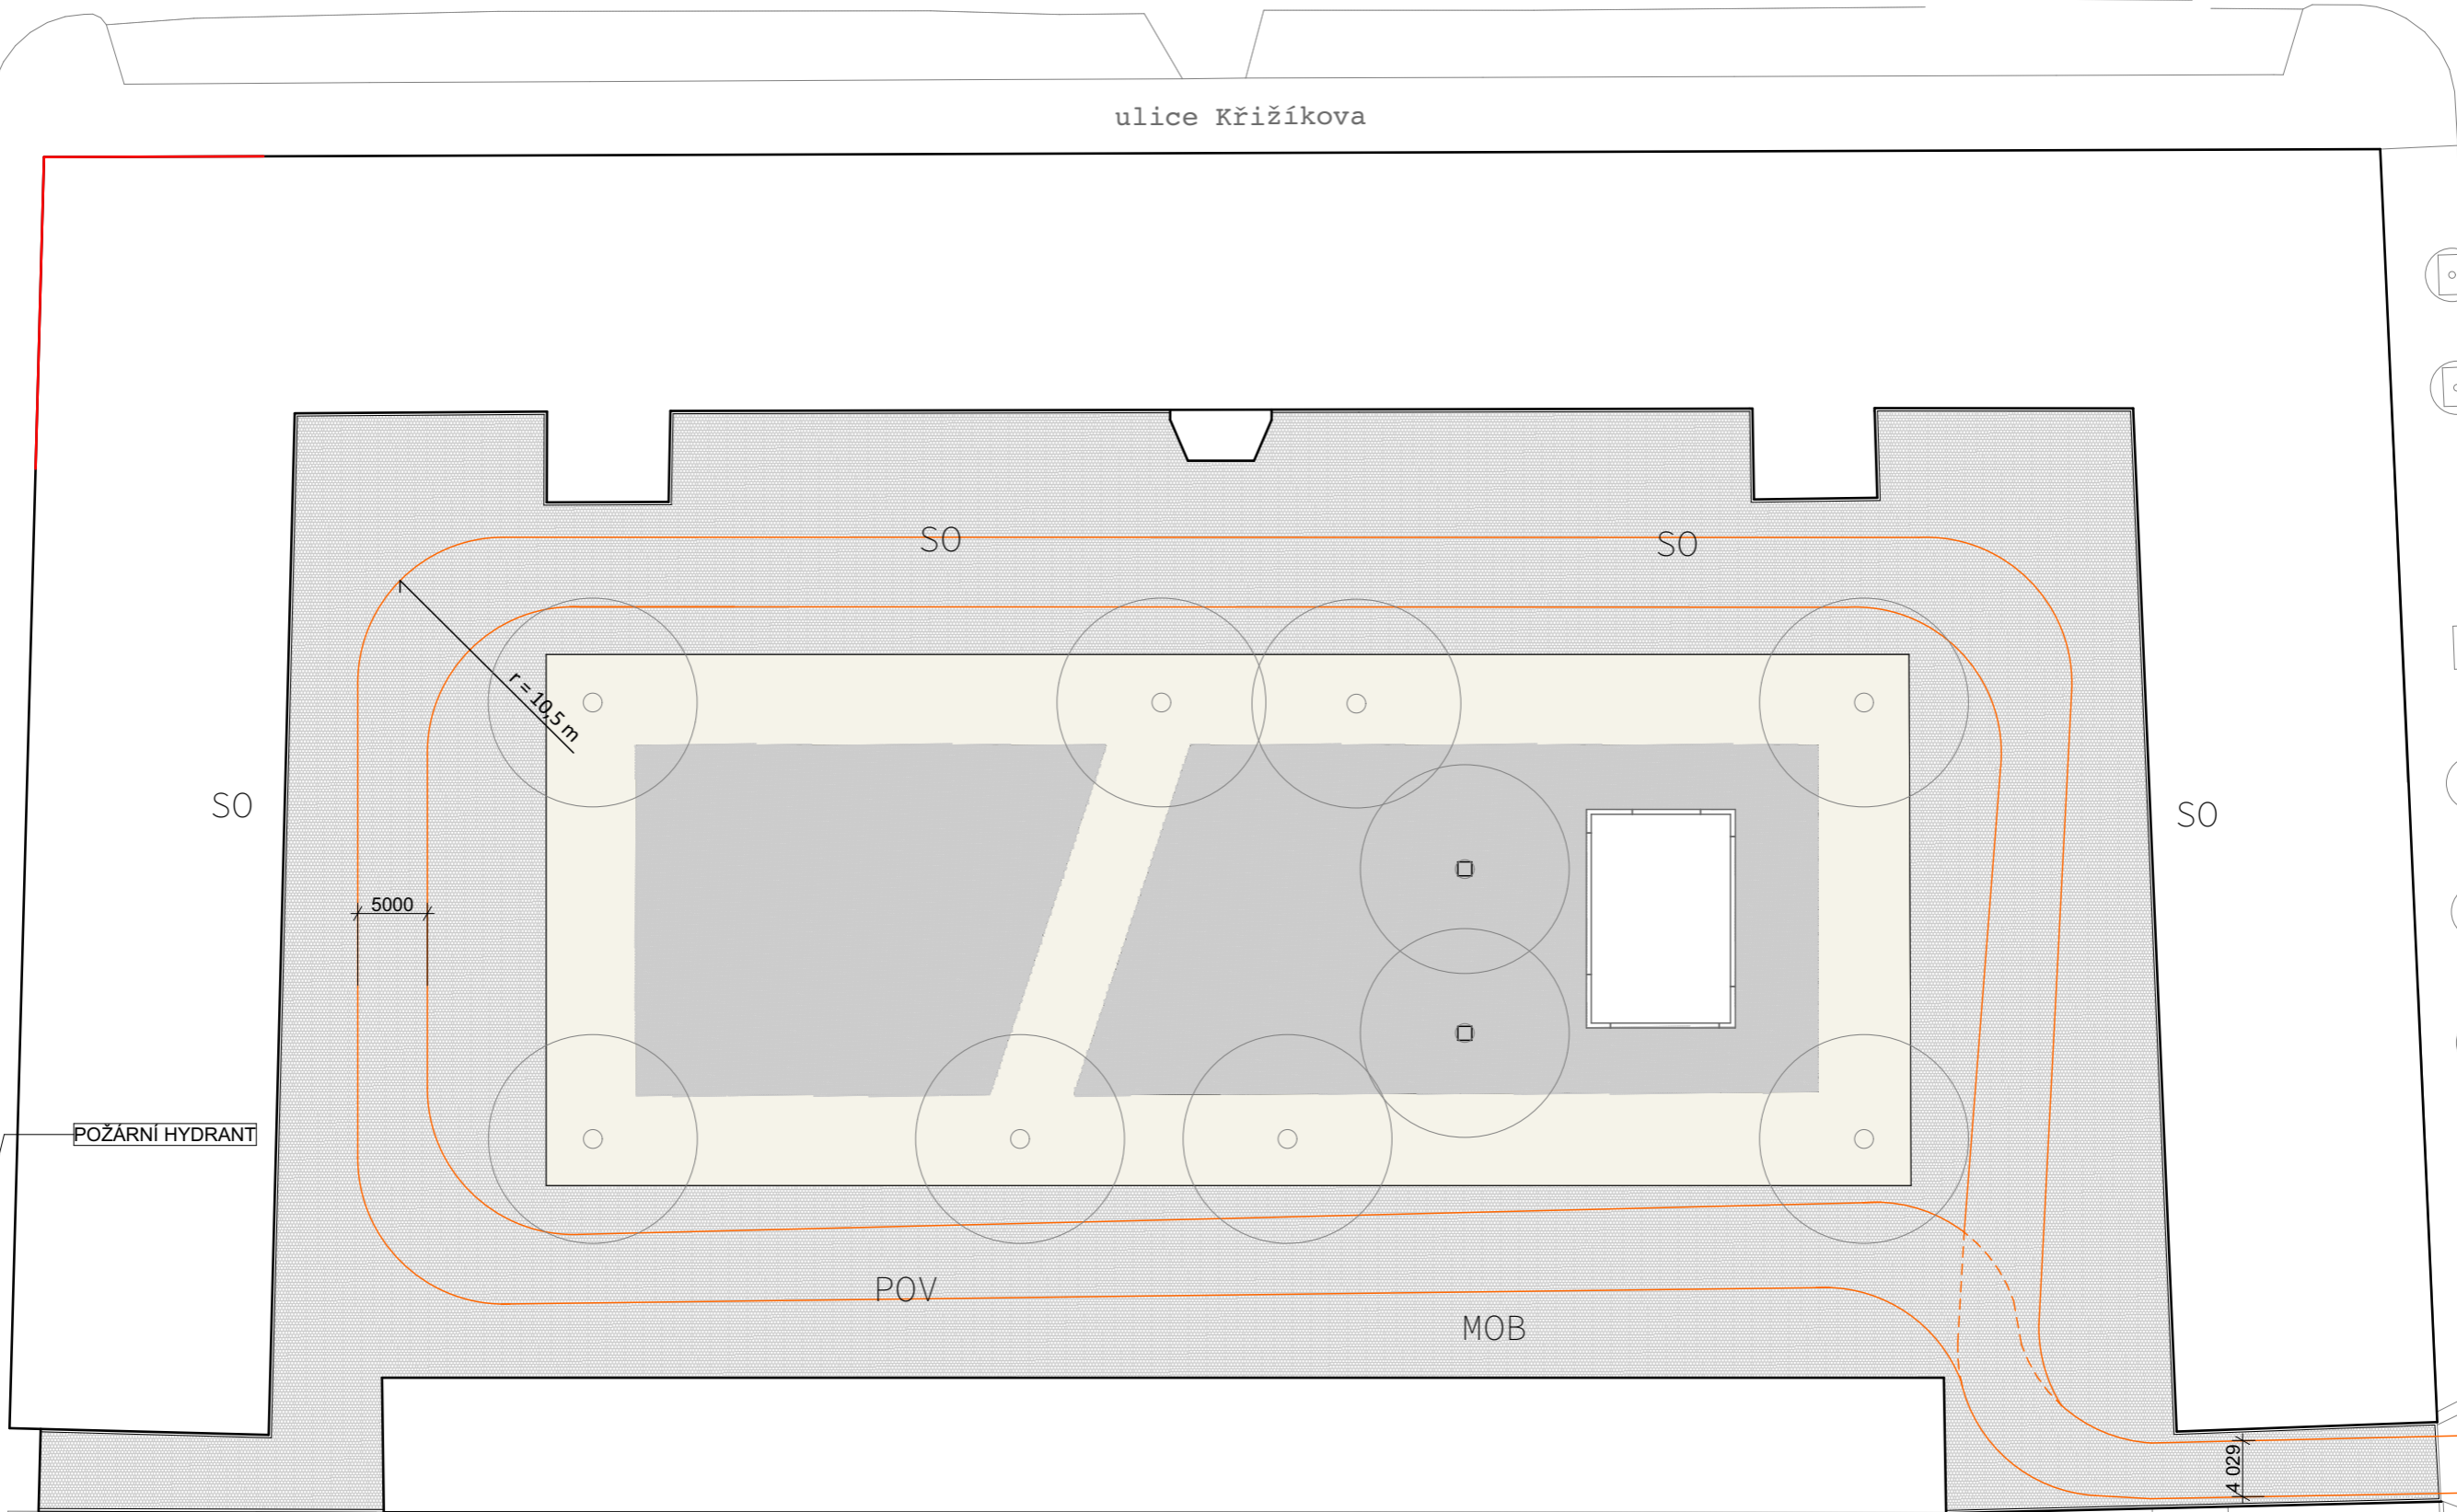 ulice Křižíkova
SO
SO
r = 10,5 m
SO
SO
5000
POŽÁRNÍ HYDRANT
POV
MOB
4 029